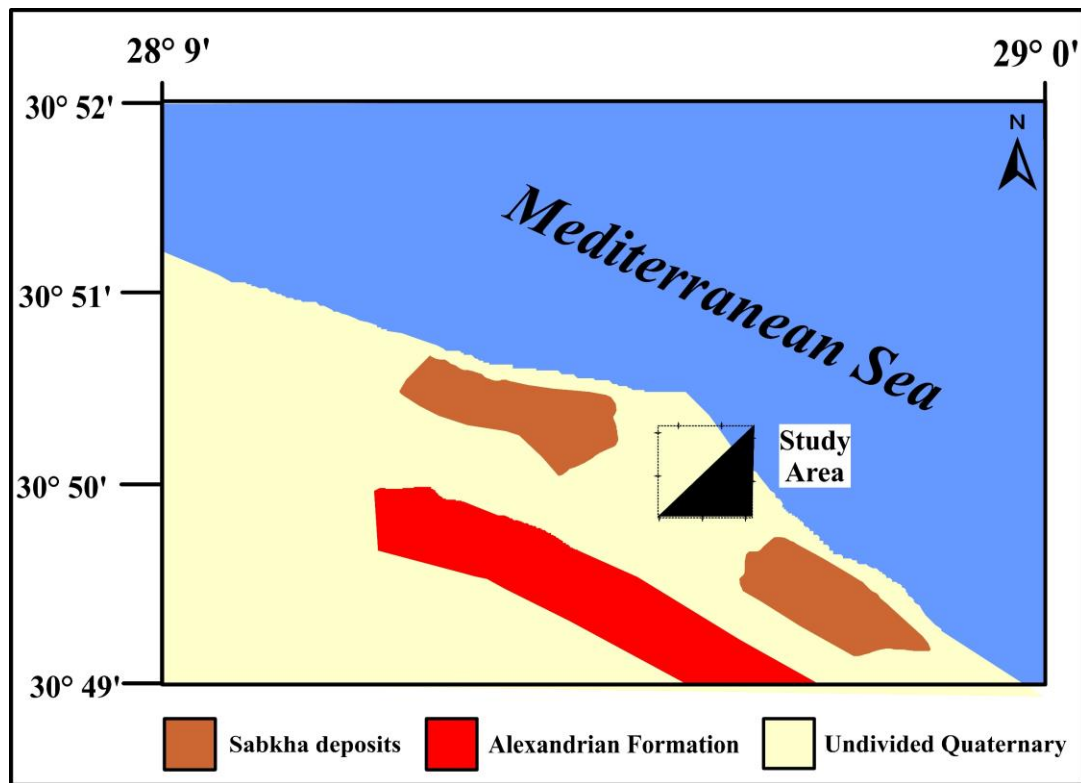 28° 9'
29° 0'
30° 52'
N
Mediterranean Sea
30° 51'
Study
Area
30° 50'
30° 49'
Sabkha deposits
Alexandrian Formation
Undivided Quaternary